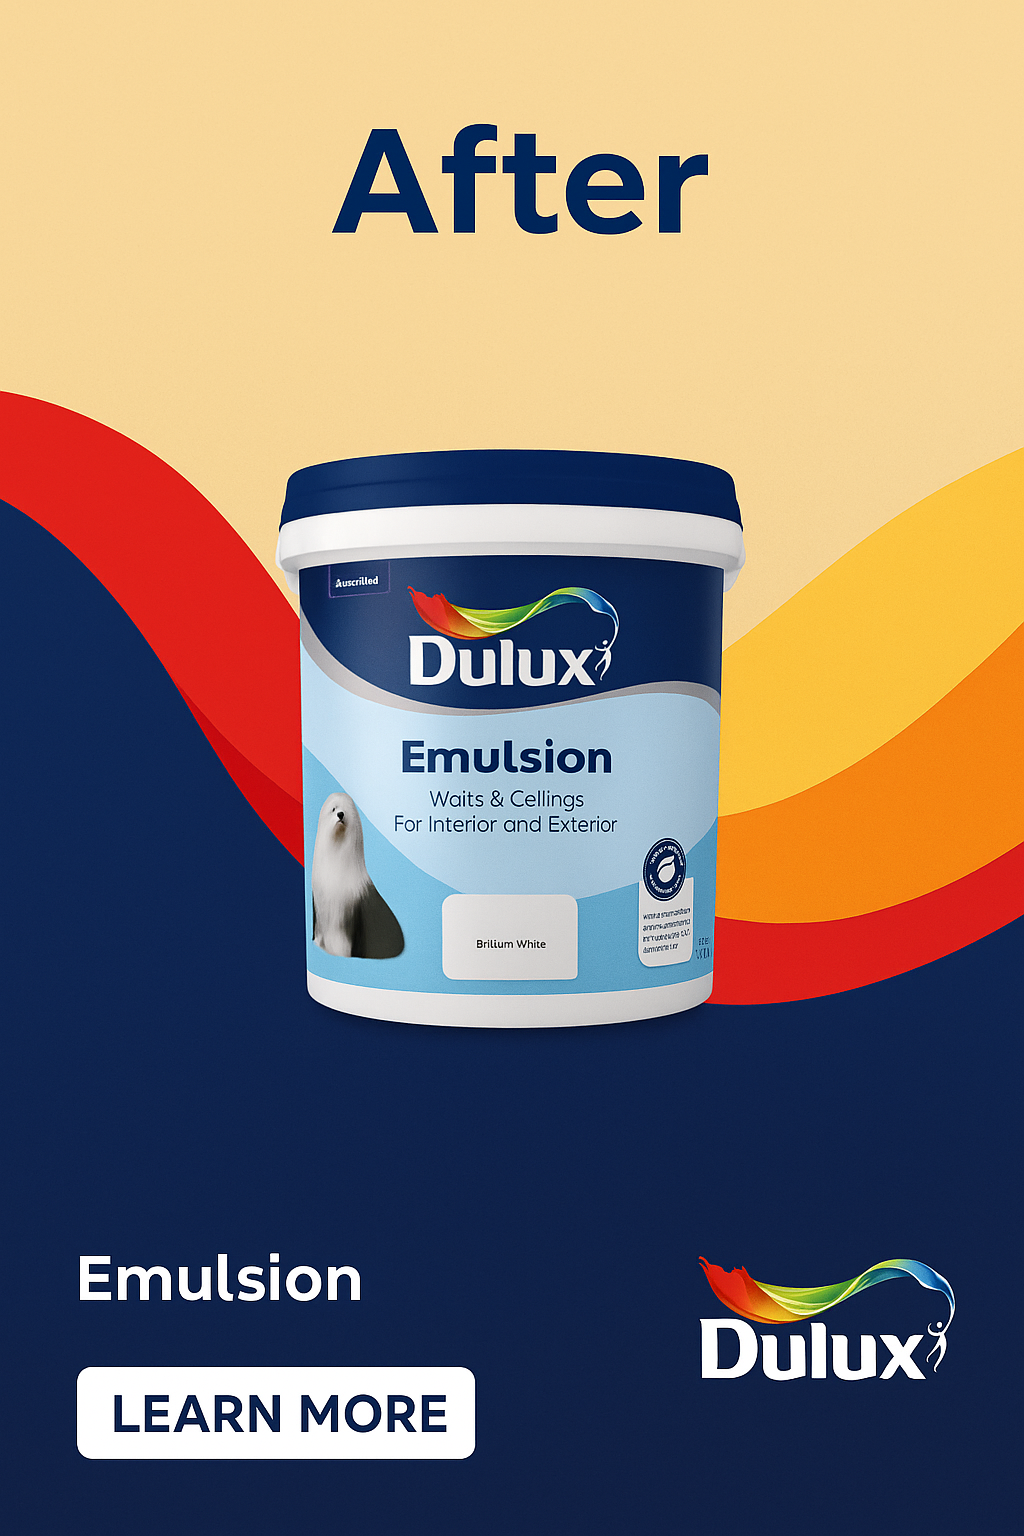 After
Auscrilled
Dulux
Emulsion
Waits & Cellings
For Interior and Exterior
Brilium White
Emulsion
Dulux
LEARN MORE